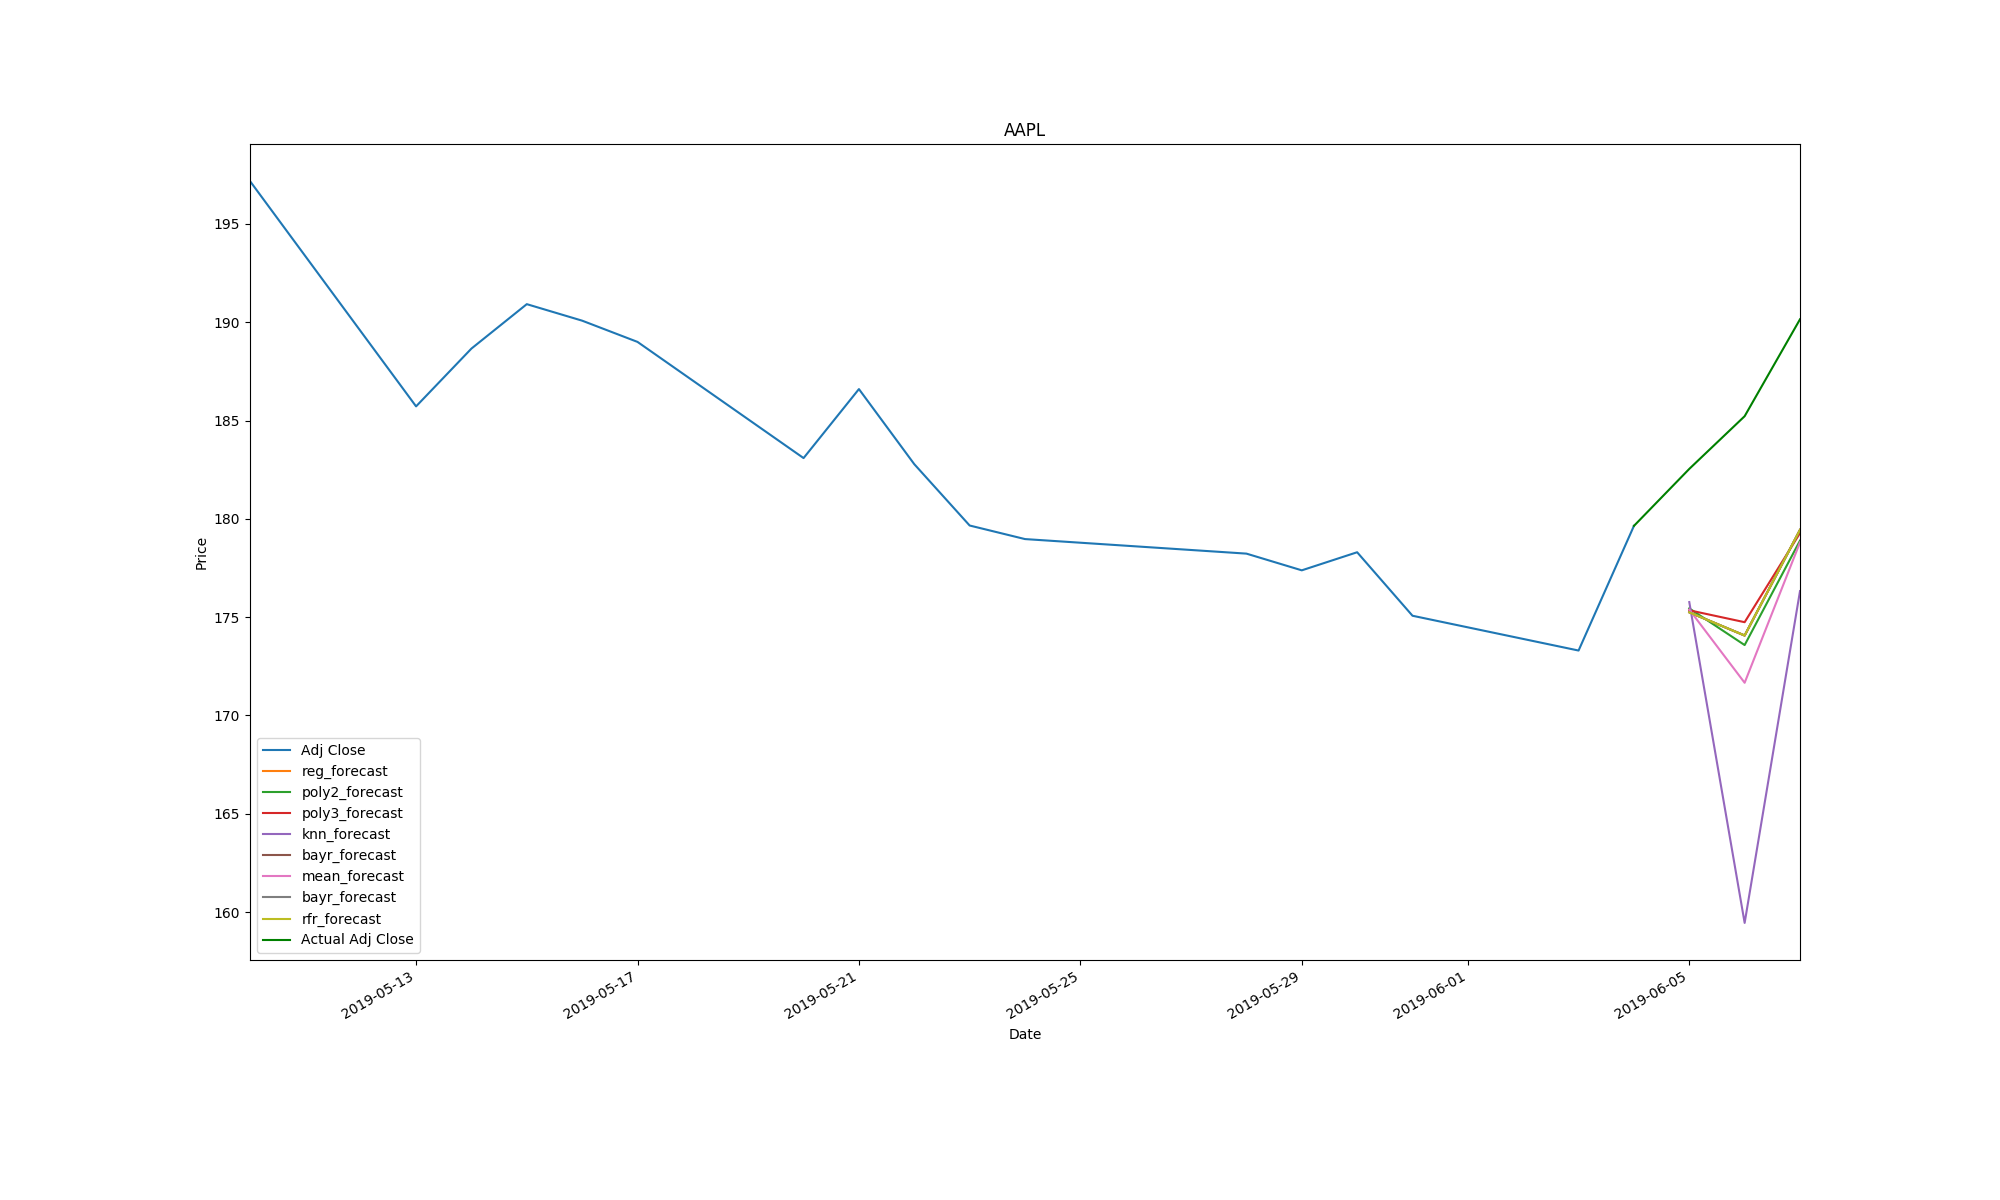 AAPL
195
190
185
180
175
170
165
160
Price
Adj Close
reg_forecast
poly2_forecast
poly3_forecast
knn_forecast
bayr_forecast
mean_forecast
bayr_forecast
rfr_forecast
Actual Adj Close
2019-05-13
2019-05-17
2019-05-21
2019-05-25
2019-05-29
2019-06-01
2019-06-05
Date